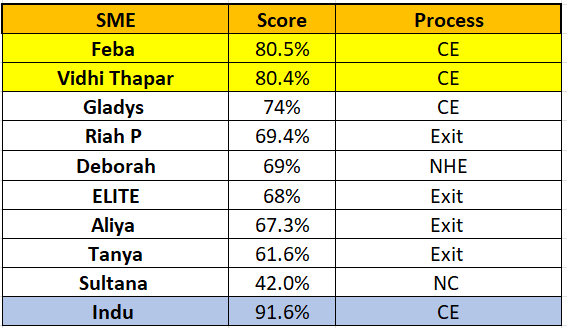 SME Score Process
Feba 80.5% CE
Vidhi Thapar 80.4% CE
Gladys 74% CE
Riah P 69.4% Exit
Deborah 69% NHE
ELITE 68% Exit
Aliya 67.3% Exit
Tanya 61.6% Exit
Sultana 42.0% NC
Indu 91.6% CE